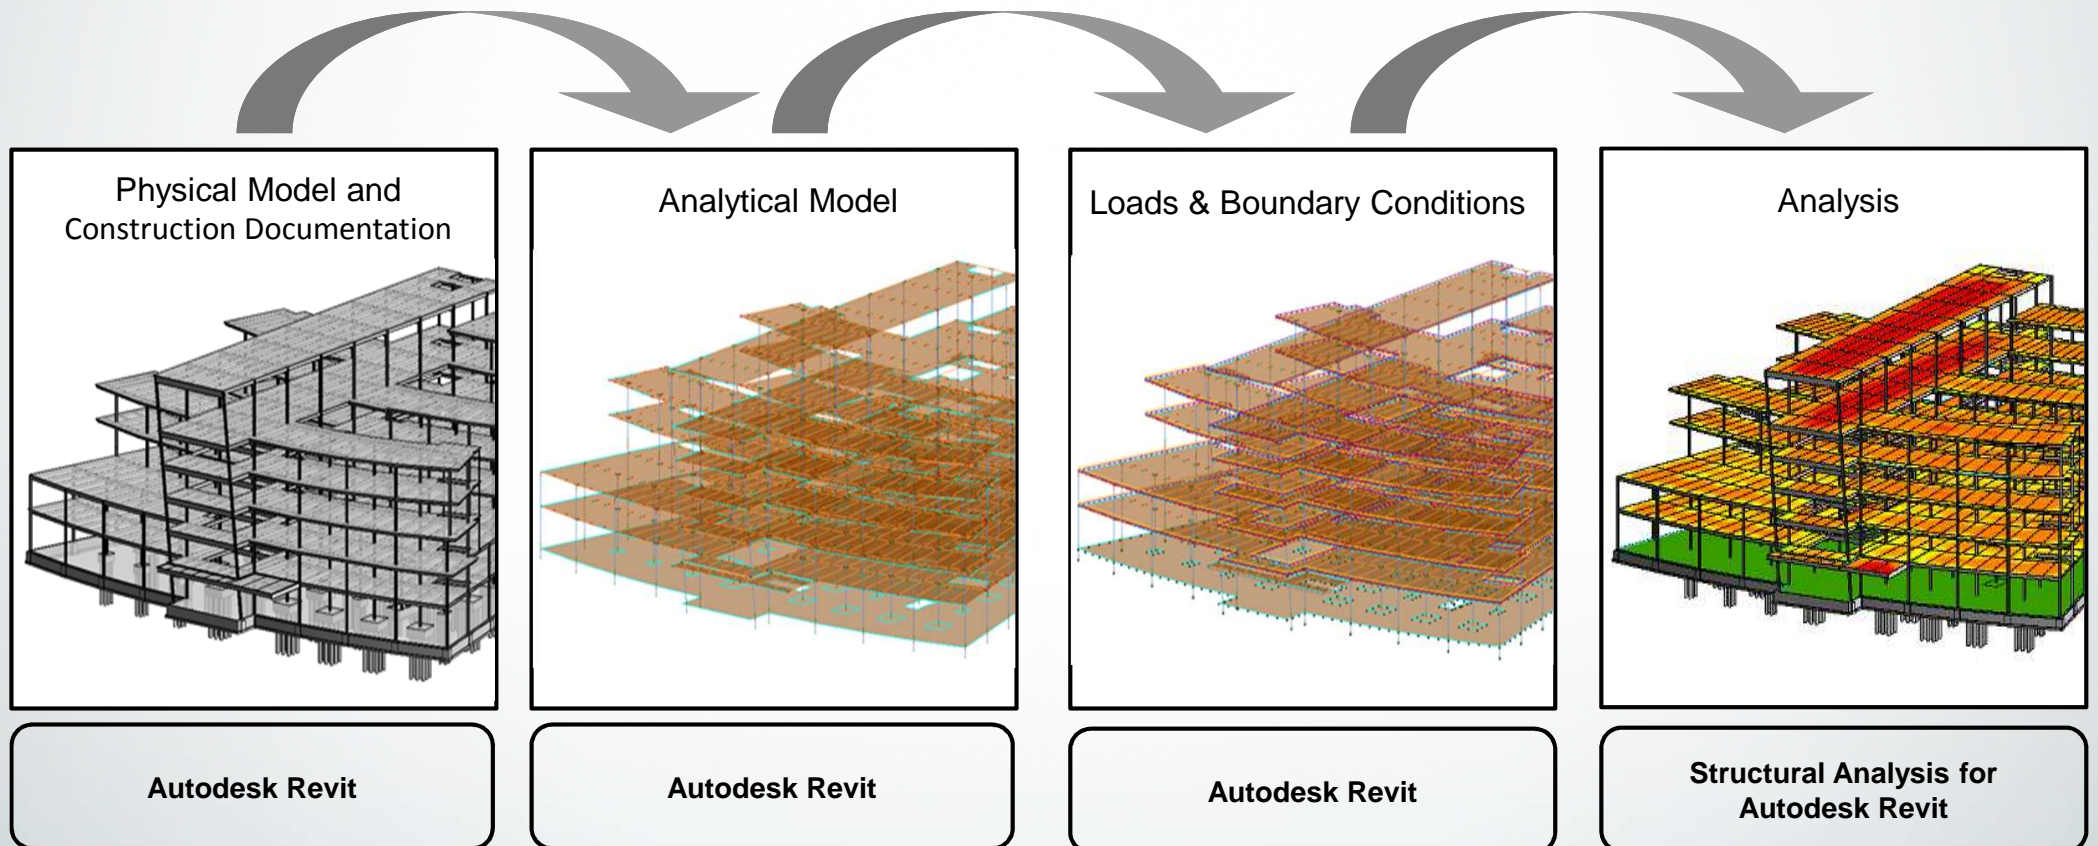 Physical Model and
Construction Documentation
Analytical Model
Loads & Boundary Conditions
Analysis
Autodesk Revit
Autodesk Revit
Autodesk Revit
Structural Analysis for
Autodesk Revit